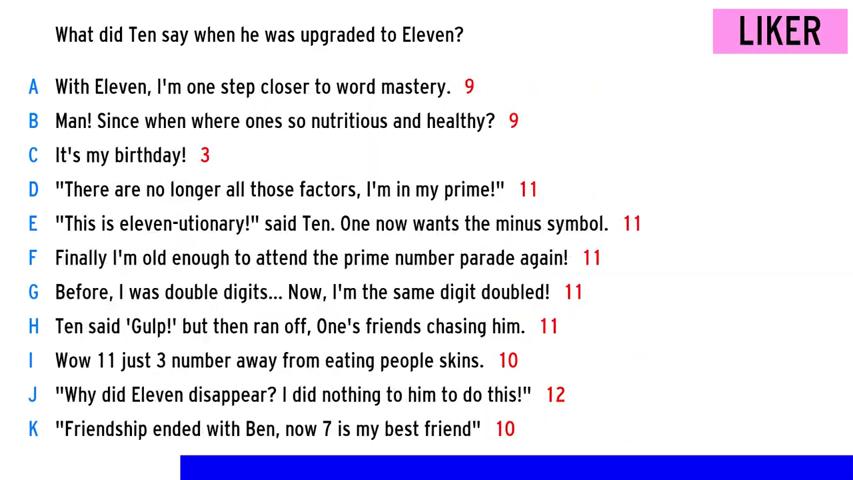 What did Ten say when he was upgraded to Eleven?
LIKER
A With Eleven, I'm one step closer to word mastery. 9
B Man! Since when where ones so nutritious and healthy? 9
C It's my birthday! 3
D "There are no longer all those factors, I'm in my prime!" 11
E "This is eleven-utionary!" said Ten. One now wants the minus symbol. 11
F Finally I'm old enough to attend the prime number parade again! 11
G Before, I was double digits... Now, I'm the same digit doubled! 11
H Ten said 'Gulp!' but then ran off, One's friends chasing him. 11
I Wow 11 just 3 number away from eating people skins. 10
J "Why did Eleven disappear? I did nothing to him to do this!" 12
K "Friendship ended with Ben, now 7 is my best friend" 10